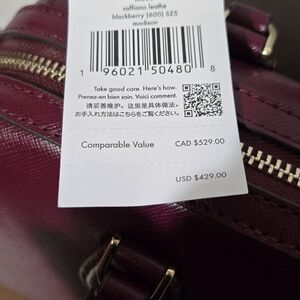 saffiano leathe
blackberry (600) SZ5
madison
1 96021 50480 8
Take good care. Here's how.
Prenez-en bien soin. Voici comment.
请妥善维护。这里是具体做法。
お手入れ方法はこちらをご覧ください。
Comparable Value
CAD $529.00
USD $429.00